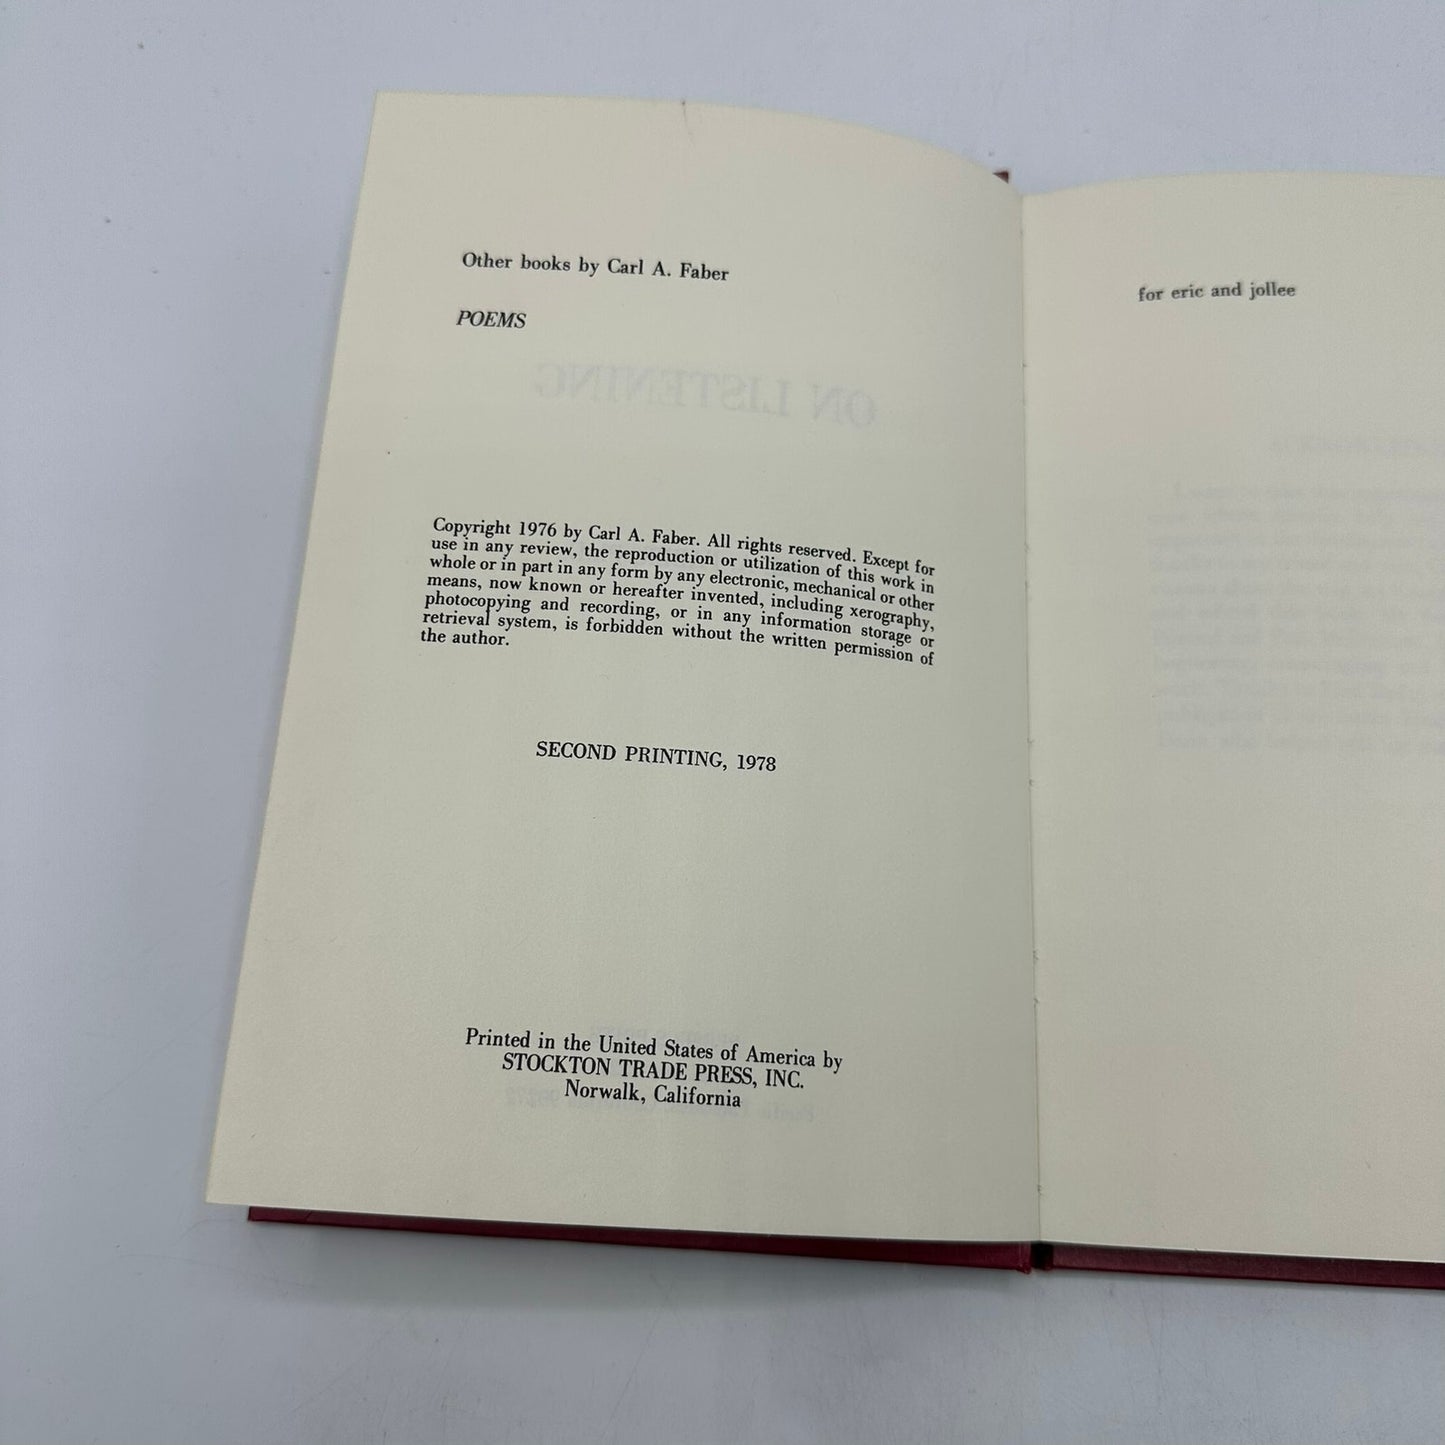 Other books by Carl A. Faber
POEMS
ON LISTENING
Copyright 1976 by Carl A. Faber. All rights reserved. Except for
use in any review, the reproduction or utilization of this work in
whole or in part in any form by any electronic, mechanical or other
means, now known or hereafter invented, including xerography,
photocopying and recording, or in any information storage or
retrieval system, is forbidden without the written permission of
the author.
SECOND PRINTING, 1978
Printed in the United States of America by
STOCKTON TRADE PRESS, INC.
Norwalk, California
for eric and jollee